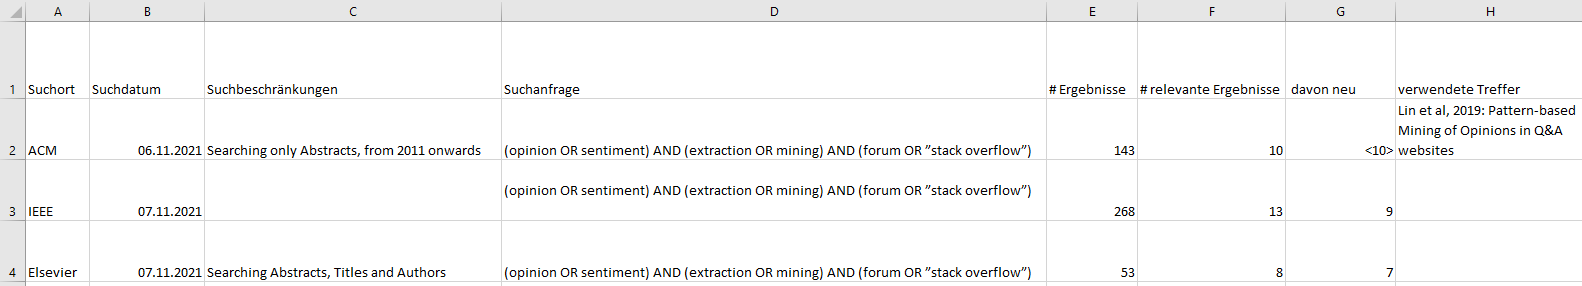 A B C D E F G H
1 Suchort Suchdatum Suchbeschränkungen Suchanfrage # Ergebnisse # relevante Ergebnisse davon neu verwendete Treffer
Lin et al, 2019: Pattern-based
Mining of Opinions in Q&A
2 ACM 06.11.2021 Searching only Abstracts, from 2011 onwards (opinion OR sentiment) AND (extraction OR mining) AND (forum OR ”stack overflow”) 143 10 <10> websites
(opinion OR sentiment) AND (extraction OR mining) AND (forum OR ”stack overflow”)
3 IEEE 07.11.2021 268 13 9
4 Elsevier 07.11.2021 Searching Abstracts, Titles and Authors (opinion OR sentiment) AND (extraction OR mining) AND (forum OR ”stack overflow”) 53 8 7